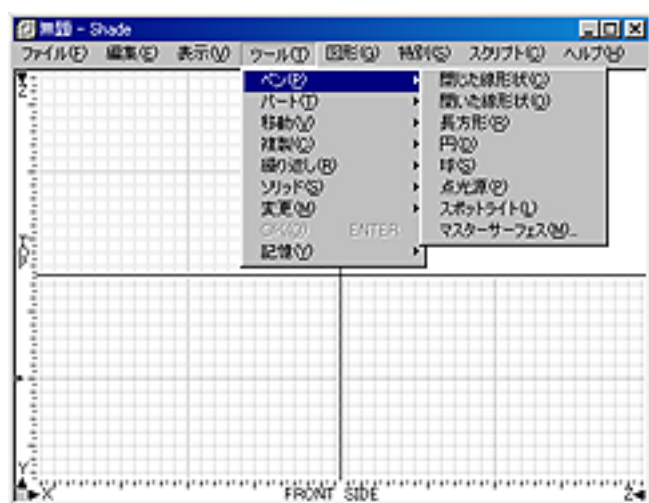 無題 - Shade
ファイル(F) 編集(E) 表示(V) ツール(T) 図形(G) 特別(S) スクリプト(C) ヘルプ(H)
ペン(P)
パート(T)
移動(V)
複製(C)
繰り返し(R)
ソリッド(S)
変更(M)
OK(O) ENTER
記憶(Y)
閉じた線形状(C)
開いた線形状(O)
長方形(R)
円(D)
球(S)
点光源(P)
スポットライト(L)
マスターサーフェス(M)...
Z
TOP
Y
X
FRONT SIDE
Z